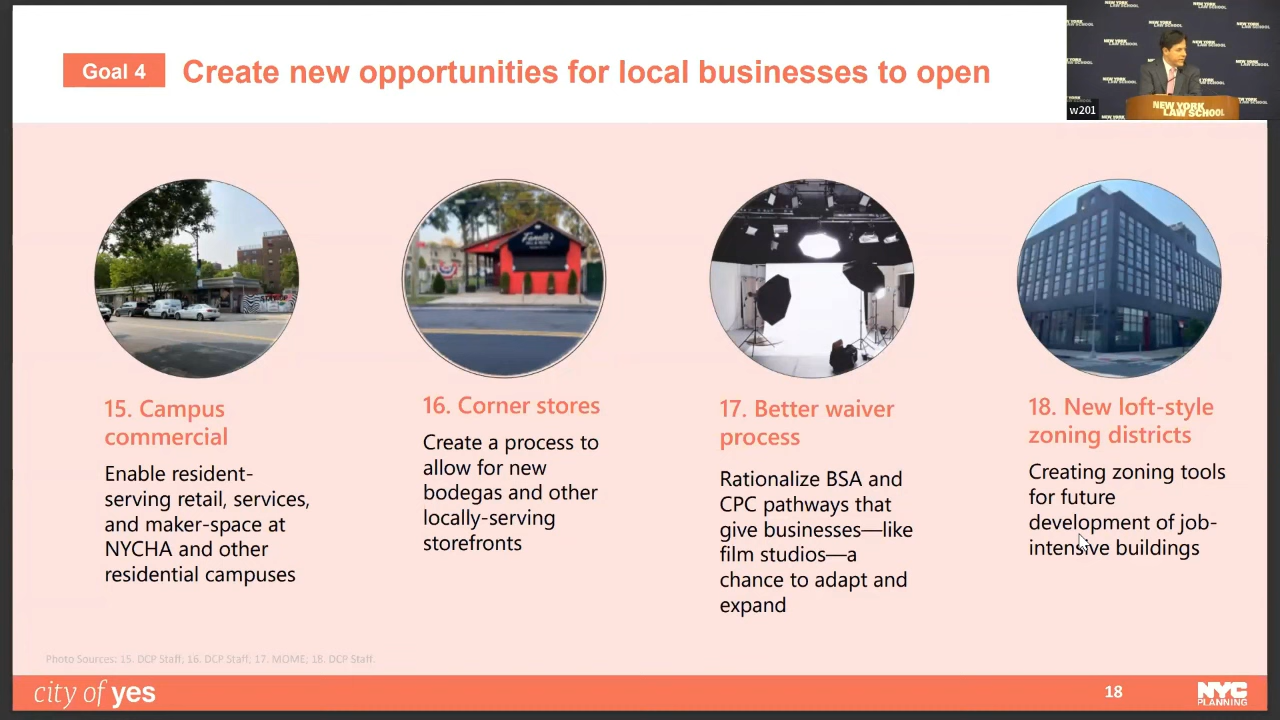 Goal 4
Create new opportunities for local businesses to open
NEW YORK
LAW SCHOOL
w201
15. Campus
commercial
Enable resident-
serving retail, services,
and maker-space at
NYCHA and other
residential campuses
16. Corner stores
Create a process to
allow for new
bodegas and other
locally-serving
storefronts
17. Better waiver
process
Rationalize BSA and
CPC pathways that
give businesses—like
film studios—a
chance to adapt and
expand
18. New loft-style
zoning districts
Creating zoning tools
for future
development of job-
intensive buildings
Photo Sources: 15. DCP Staff; 16. DCP Staff, 17. MOME; 18. DCP Staff.
city of yes
18
NYC
PLANNING